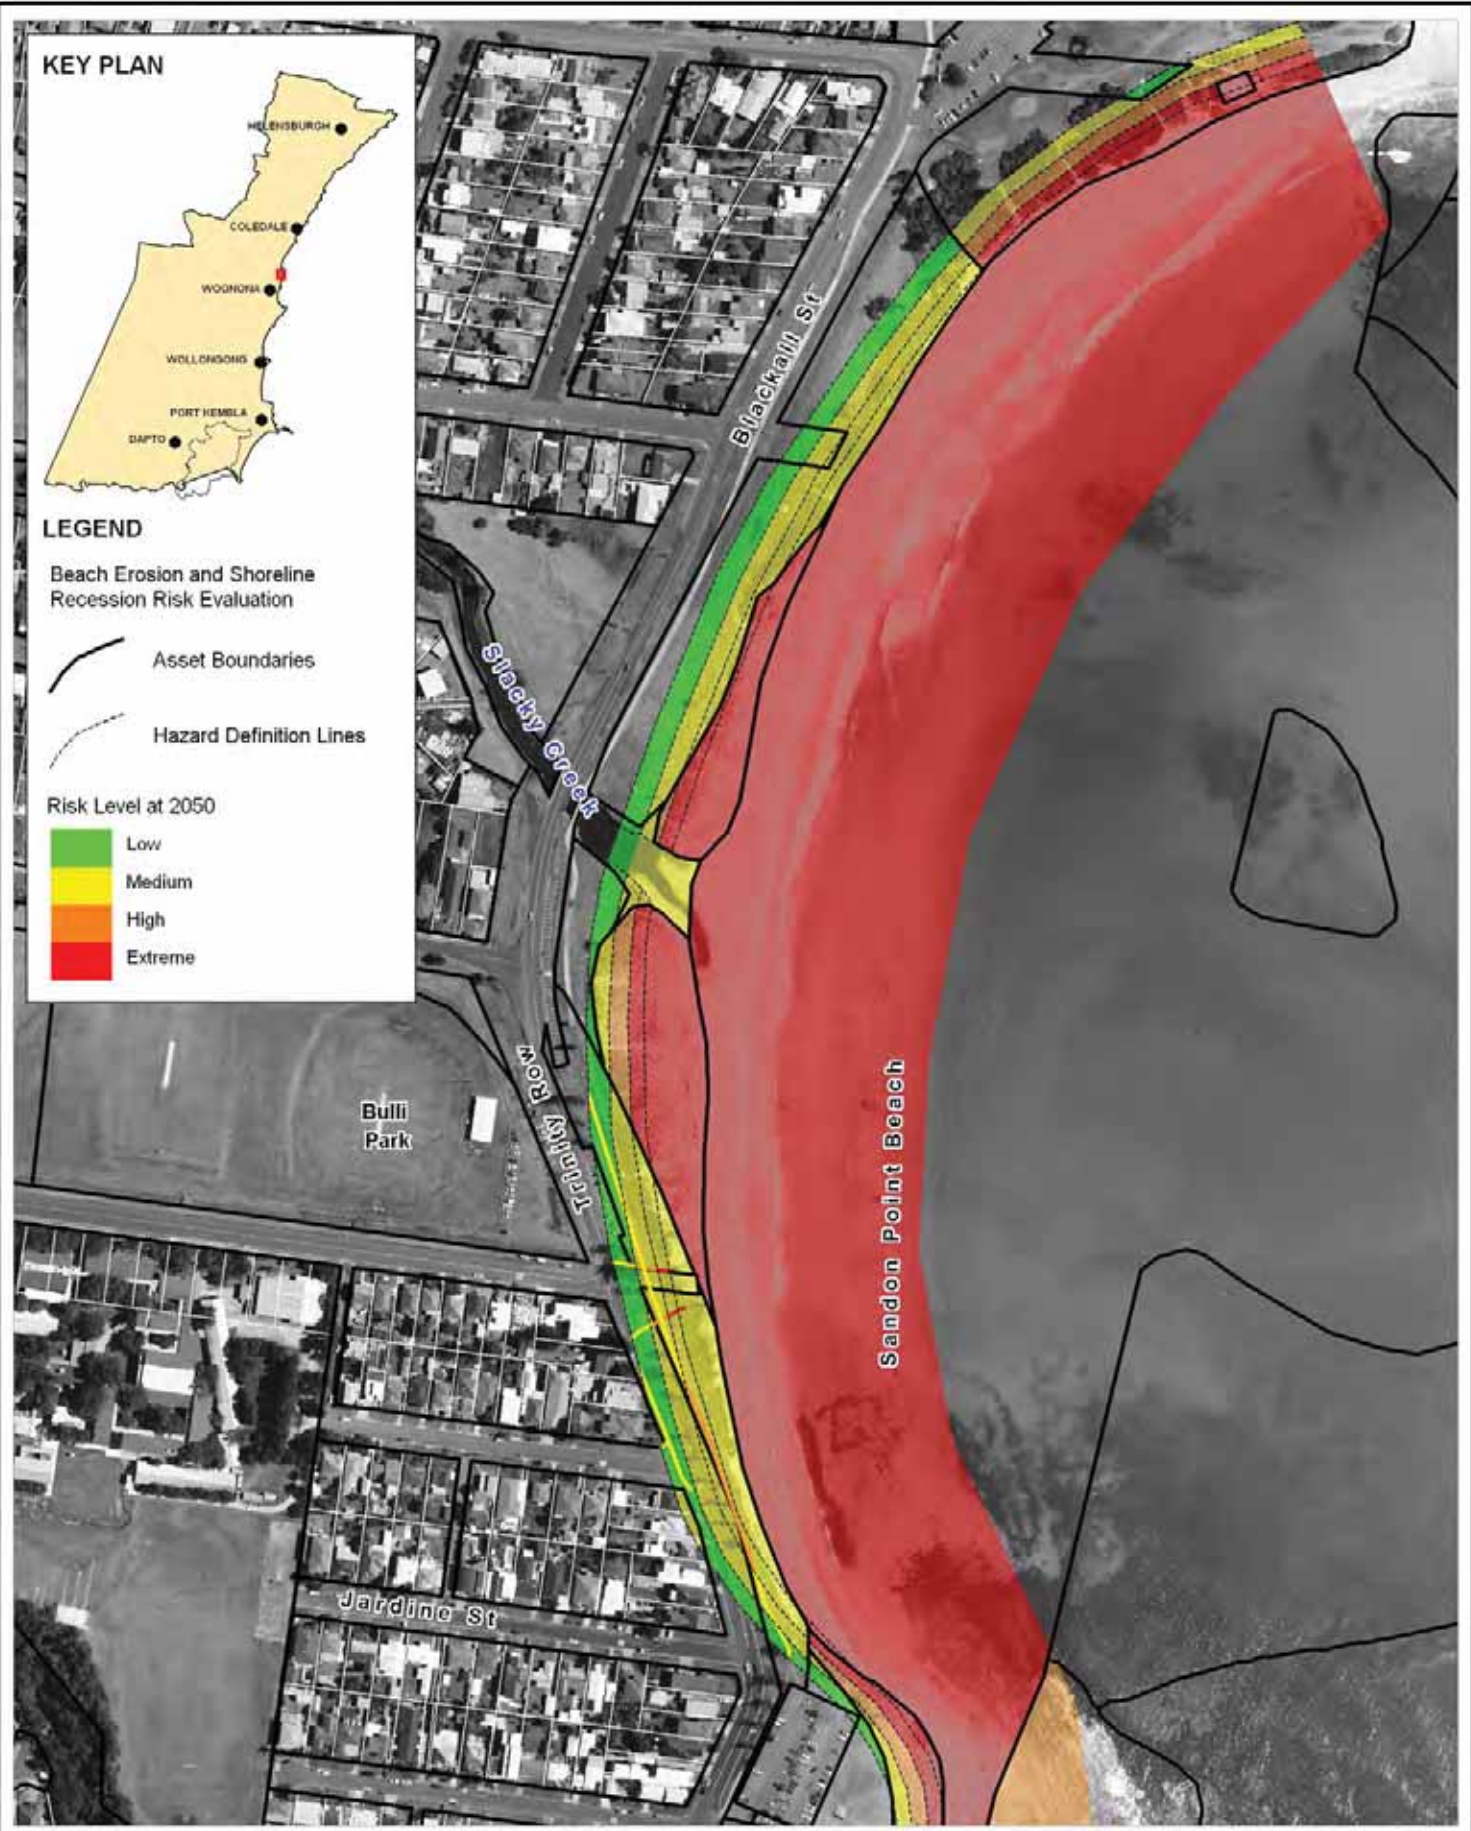 KEY PLAN
HELENSBURGH
COLEDALE
WOONONA
WOLLONGONG
PORT KEMBLA
DAPTO
LEGEND
Beach Erosion and Shoreline
Recession Risk Evaluation
Asset Boundaries
Hazard Definition Lines
Risk Level at 2050
Low
Medium
High
Extreme
Blackall St
Slacky Creek
Trinity Row
Bulli
Park
Sandon Point Beach
Jardine St